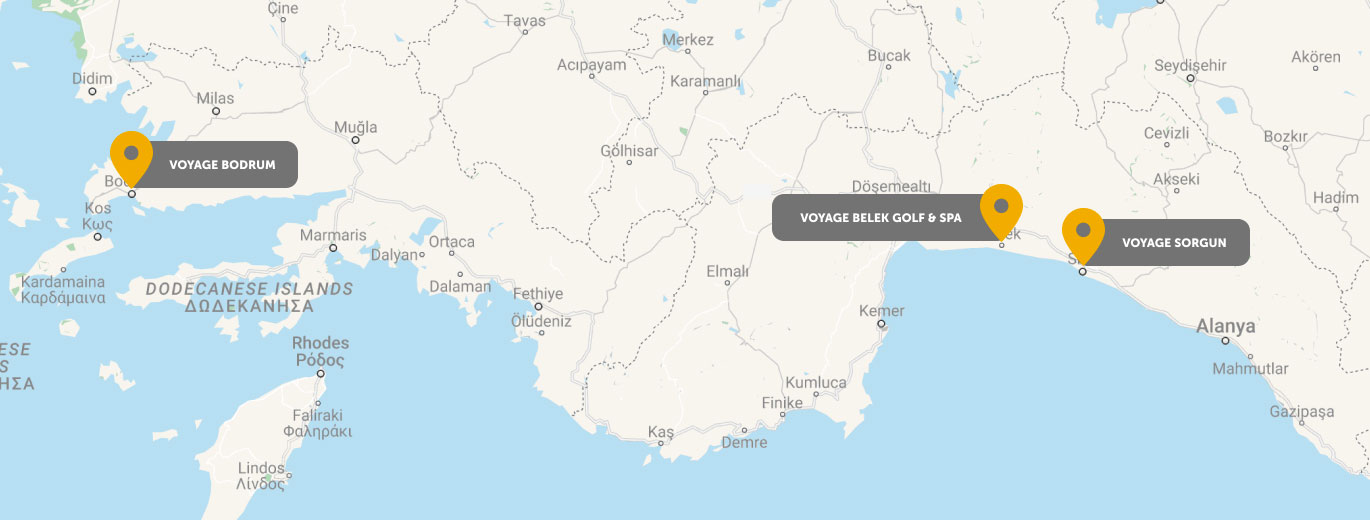 Çine
Tavas
Merkez
Acıpayam
Bucak
Akören
Seydişehir
Didim
Karamanlı
Milas
Muğla
Cevizli
Bozkır
Gölhisar
VOYAGE BODRUM
Akseki
Döşemealtı
Hadim
Kos
Κως
VOYAGE BELEK GOLF & SPA
VOYAGE SORGUN
Marmaris
Ortaca
Dalyan
Elmalı
Kardamaina
Καρδάμαινα
DODECANESE ISLANDS
ΔΩΔΕΚΑΝΗΣΑ
Dalaman
Fethiye
Ölüdeniz
Kemer
Alanya
Rhodes
Ρόδος
Mahmutlar
Kumluca
Finike
Gazipaşa
Faliraki
Φαληράκι
Kaş
Demre
Lindos
Λίνδος